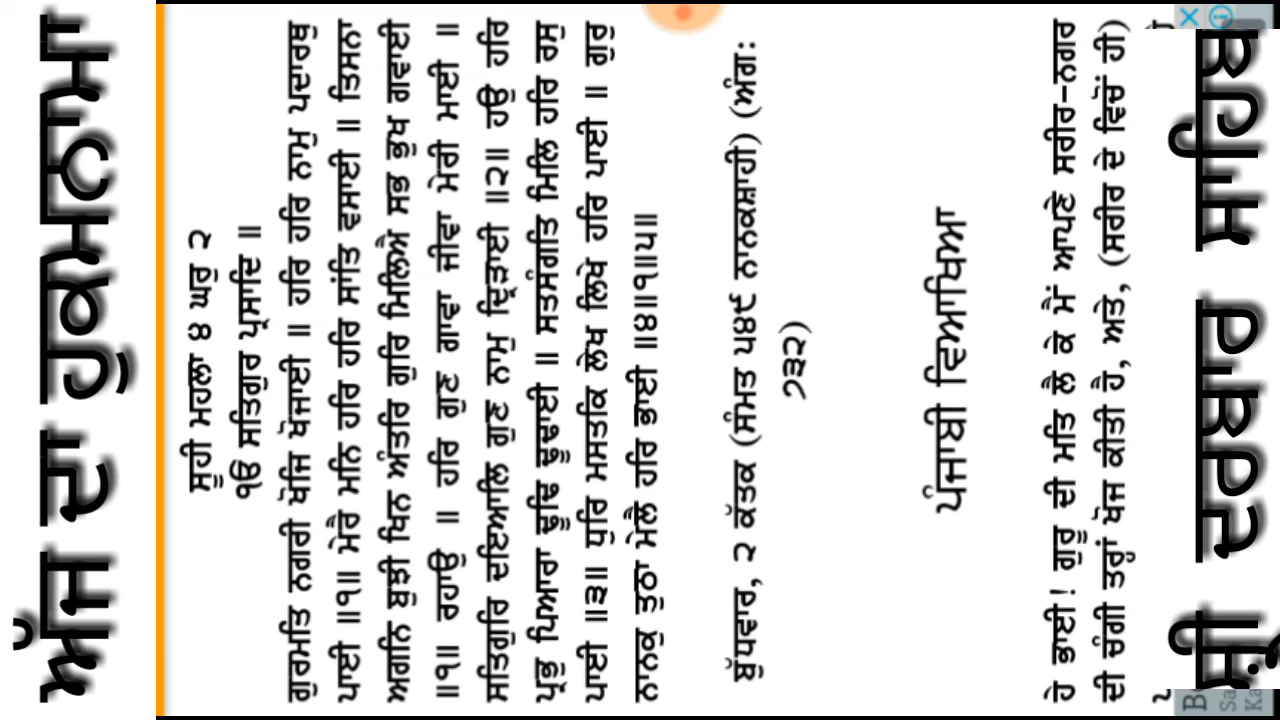 ਅੱਜ ਦਾ ਹੁਕਮਨਾਮਾ
ਸੂਹੀ ਮਹਲਾ ੪ ਘਰੁ ੨
ੴ ਸਤਿਗੁਰ ਪ੍ਰਸਾਦਿ ॥
ਗੁਰਮਤਿ ਨਗਰੀ ਖੋਜਿ ਖੋਜਾਈ ॥ ਹਰਿ ਹਰਿ ਨਾਮੁ ਪਦਾਰਥੁ
ਪਾਈ ॥੧॥ ਮੇਰੈ ਮਨਿ ਹਰਿ ਹਰਿ ਸਾਂਤਿ ਵਸਾਈ ॥ ਤਿਸਨਾ
ਅਗਨਿ ਬੁਝੀ ਖਿਨ ਅੰਤਰਿ ਗੁਰਿ ਮਿਲਿਐ ਸਭ ਭੁਖ ਗਵਾਈ
॥੧॥ ਰਹਾਉ ॥ ਹਰਿ ਗੁਣ ਗਾਵਾ ਜੀਵਾ ਮੇਰੀ ਮਾਈ ॥
ਸਤਿਗੁਰਿ ਦਇਆਲਿ ਗੁਣ ਨਾਮੁ ਦ੍ਰਿੜਾਈ ॥੨॥ ਹਉ ਹਰਿ
ਪ੍ਰਭੁ ਪਿਆਰਾ ਢੂਢਿ ਢੂਢਾਈ ॥ ਸਤਸੰਗਤਿ ਮਿਲਿ ਹਰਿ ਰਸੁ
ਪਾਈ ॥੩॥ ਧੁਰਿ ਮਸਤਕਿ ਲੇਖ ਲਿਖੇ ਹਰਿ ਪਾਈ ॥ ਗੁਰੁ
ਨਾਨਕੁ ਤੁਠਾ ਮੇਲੈ ਹਰਿ ਭਾਈ ॥੪॥੧॥੫॥
ਬੁੱਧਵਾਰ, ੨ ਕੱਤਕ (ਸੰਮਤ ੫੪੯ ਨਾਨਕਸ਼ਾਹੀ) (ਅੰਗ:
੭੩੨)
ਪੰਜਾਬੀ ਵਿਆਖਿਆ
ਹੇ ਭਾਈ! ਗੁਰੂ ਦੀ ਮਤਿ ਲੈ ਕੇ ਮੈਂ ਆਪਣੇ ਸਰੀਰ-ਨਗਰ
ਦੀ ਚੰਗੀ ਤਰ੍ਹਾਂ ਖੋਜ ਕੀਤੀ ਹੈ, ਅਤੇ, (ਸਰੀਰ ਦੇ ਵਿਚੋਂ ਹੀ)
ਸ੍ਰੀ ਦਰਬਾਰ ਸਾਹਿਬ